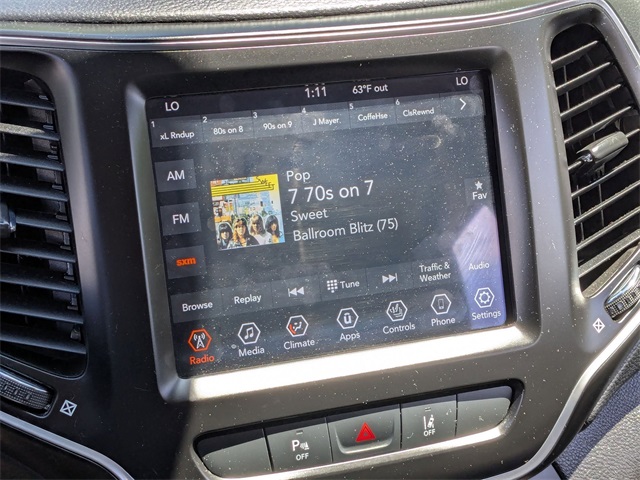 LO 1:11 63°F out LO
1 xL Rndup 2 80s on 8 3 90s on 9 4 J Mayer 5 CoffeHse 6 ClsRewnd
AM
FM
sxm
SWEET
Pop
7 70s on 7
Sweet
Ballroom Blitz (75)
Fav
Browse Replay Tune Traffic & Audio
Information
Radio Media Climate Apps Controls Phone Settings
P OFF OFF